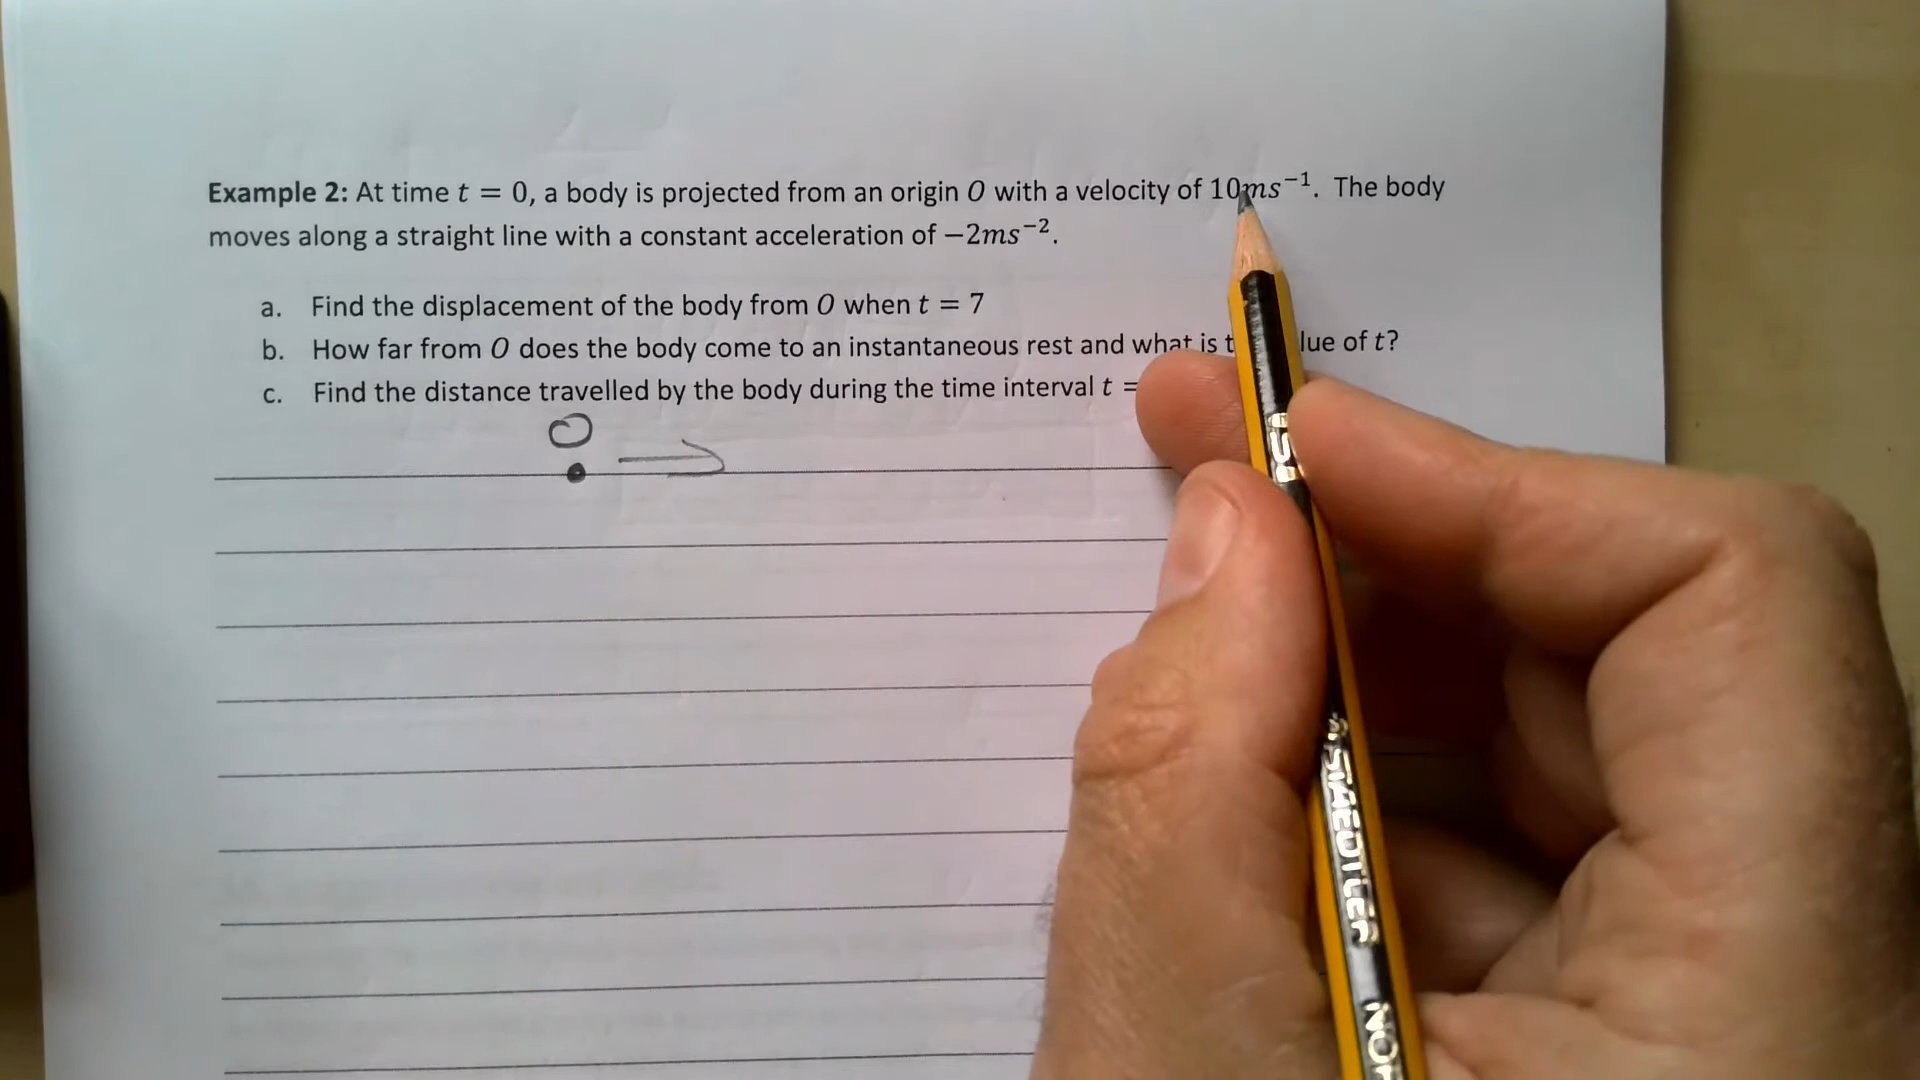 Example 2: At time t = 0, a body is projected from an origin O with a velocity of 10ms⁻¹. The body
moves along a straight line with a constant acceleration of −2ms⁻².
a. Find the displacement of the body from O when t = 7
b. How far from O does the body come to an instantaneous rest and what is t lue of t?
c. Find the distance travelled by the body during the time interval t =
O
STAEDTLER NOR